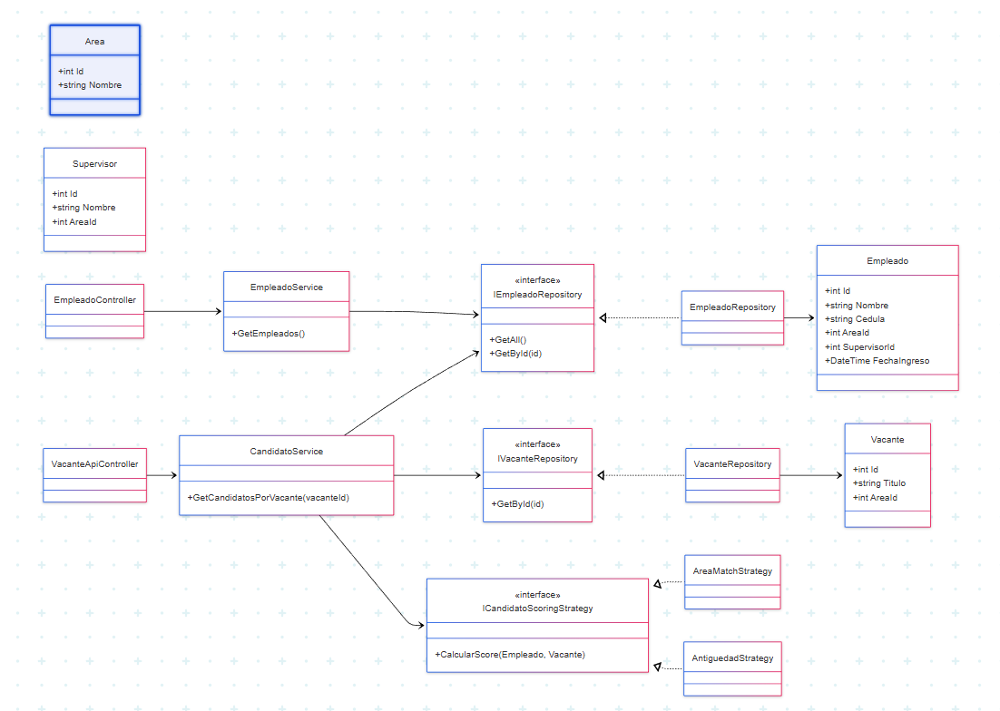 Area
+int Id
+string Nombre
Supervisor
+int Id
+string Nombre
+int AreaId
EmpleadoController
EmpleadoService
+GetEmpleados()
«interface»
IEmpleadoRepository
+GetAll()
+GetById(id)
EmpleadoRepository
Empleado
+int Id
+string Nombre
+string Cedula
+int AreaId
+int SupervisorId
+DateTime FechaIngreso
VacanteApiController
CandidatoService
+GetCandidatosPorVacante(vacanteId)
«interface»
IVacanteRepository
+GetById(id)
VacanteRepository
Vacante
+int Id
+string Titulo
+int AreaId
«interface»
ICandidatoScoringStrategy
+CalcularScore(Empleado, Vacante)
AreaMatchStrategy
AntiguedadStrategy